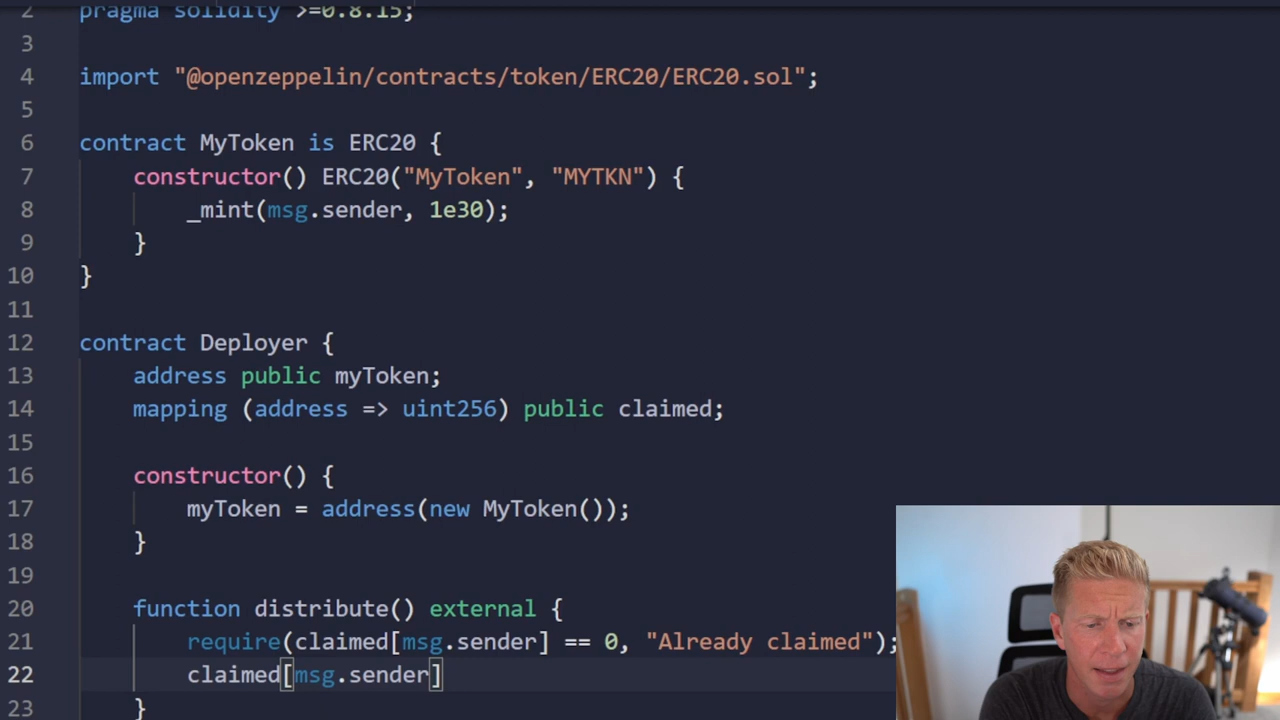 2 pragma solidity >=0.8.15;
3
4 import "@openzeppelin/contracts/token/ERC20/ERC20.sol";
5
6 contract MyToken is ERC20 {
7 constructor() ERC20("MyToken", "MYTKN") {
8 _mint(msg.sender, 1e30);
9 }
10 }
11
12 contract Deployer {
13 address public myToken;
14 mapping (address => uint256) public claimed;
15
16 constructor() {
17 myToken = address(new MyToken());
18 }
19
20 function distribute() external {
21 require(claimed[msg.sender] == 0, "Already claimed");
22 claimed[msg.sender]
23 }